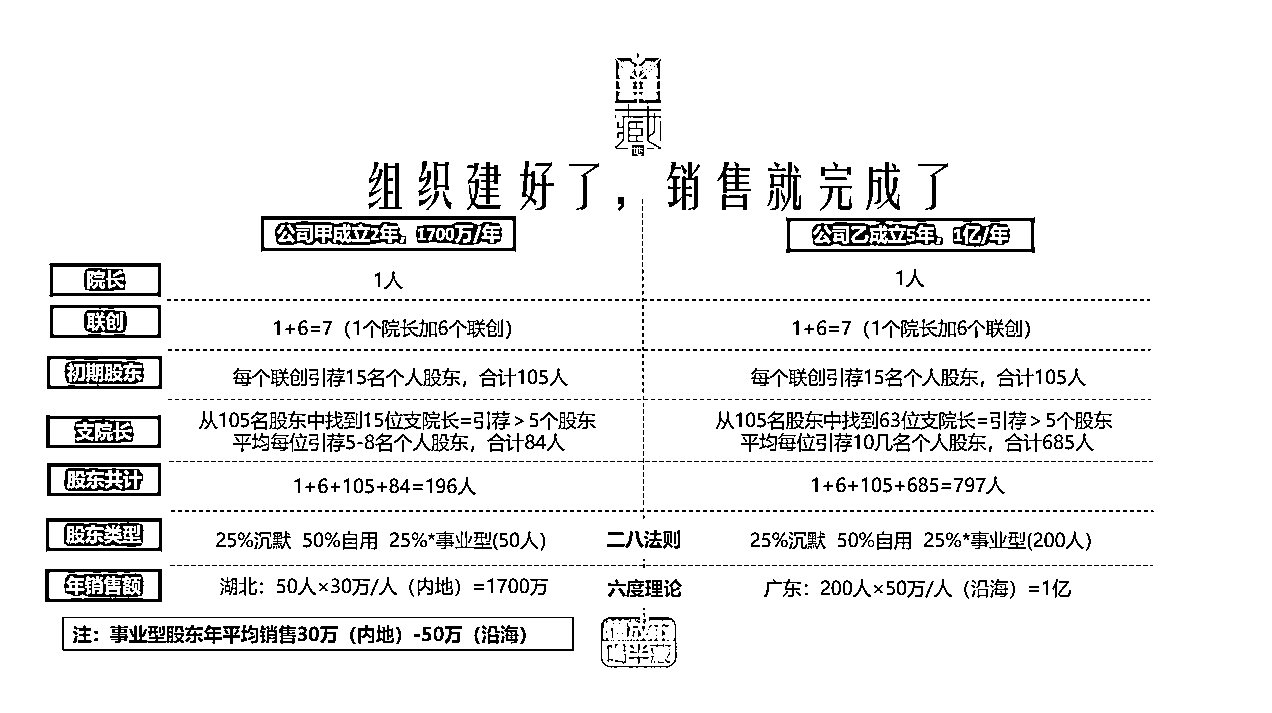 藏
组织建好了，销售就完成了
公司甲成立2年，1700万/年
公司乙成立5年，1亿/年
院长
1人
1人
联创
1+6=7（1个院长加6个联创）
1+6=7（1个院长加6个联创）
初期股东
每个联创引荐15名个人股东，合计105人
每个联创引荐15名个人股东，合计105人
支院长
从105名股东中找到15位支院长=引荐＞5个股东
平均每位引荐5-8名个人股东，合计84人
从105名股东中找到63位支院长=引荐＞5个股东
平均每位引荐10几名个人股东，合计685人
股东共计
1+6+105+84=196人
1+6+105+685=797人
股东类型
25%沉默 50%自用 25%*事业型(50人)
二八法则
25%沉默 50%自用 25%*事业型(200人)
年销售额
湖北：50人×30万/人（内地）=1700万
六度理论
广东：200人×50万/人（沿海）=1亿
注：事业型股东年平均销售30万（内地）-50万（沿海）